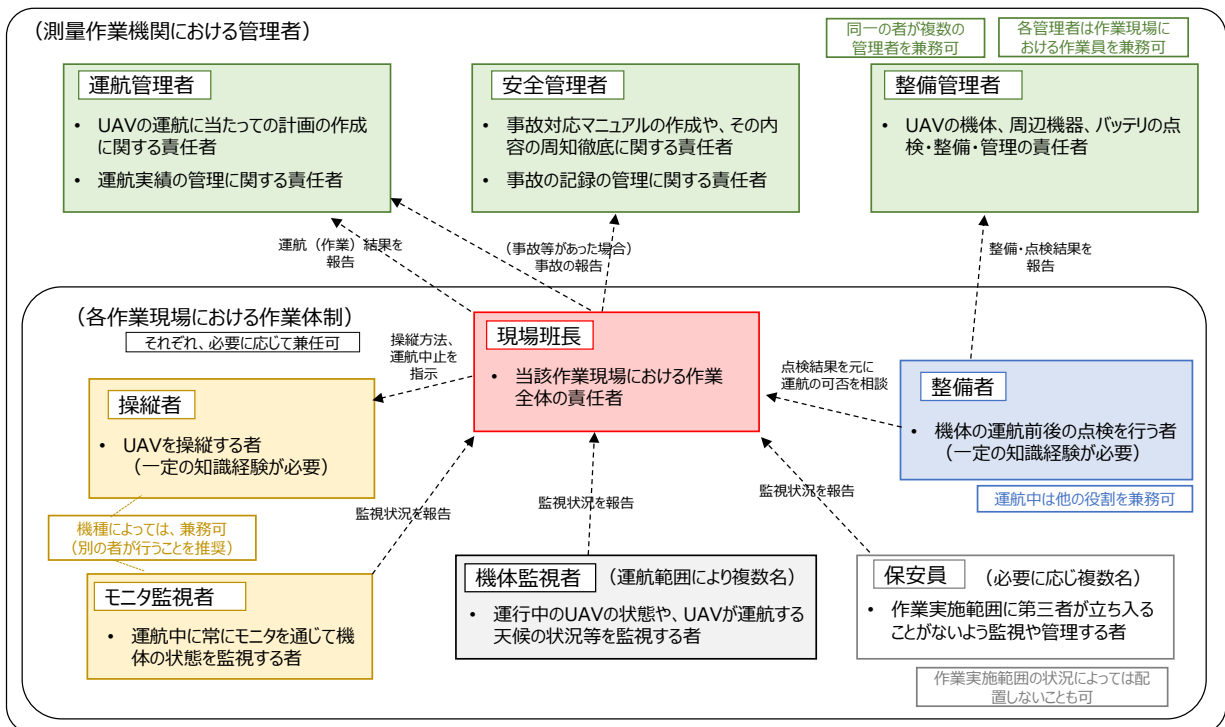 （測量作業機関における管理者）
同一の者が複数の
管理者を兼務可
各管理者は作業現場に
おける作業員を兼務可
運航管理者
• UAVの運航に当たっての計画の作成
に関する責任者
• 運航実績の管理に関する責任者
安全管理者
• 事故対応マニュアルの作成や、その内
容の周知徹底に関する責任者
• 事故の記録の管理に関する責任者
整備管理者
• UAVの機体、周辺機器、バッテリの点
検・整備・管理の責任者
運航（作業）結果を
報告
（事故等があった場合）
事故の報告
整備・点検結果を
報告
（各作業現場における作業体制）
それぞれ、必要に応じて兼任可
操縦方法、
運航中止を
指示
現場班長
• 当該作業現場における作業
全体の責任者
点検結果を元に
運航の可否を相談
操縦者
• UAVを操縦する者
（一定の知識経験が必要）
整備者
• 機体の運航前後の点検を行う者
（一定の知識経験が必要）
運航中は他の役割を兼務可
機種によっては、兼務可
（別の者が行うことを推奨）
監視状況を報告
監視状況を報告
監視状況を報告
モニタ監視者
• 運航中に常にモニタを通じて機
体の状態を監視する者
機体監視者
（運航範囲により複数名）
• 運行中のUAVの状態や、UAVが運航する
天候の状況等を監視する者
保安員
（必要に応じ複数名）
• 作業実施範囲に第三者が立ち入る
ことがないよう監視や管理する者
作業実施範囲の状況によっては配
置しないことも可